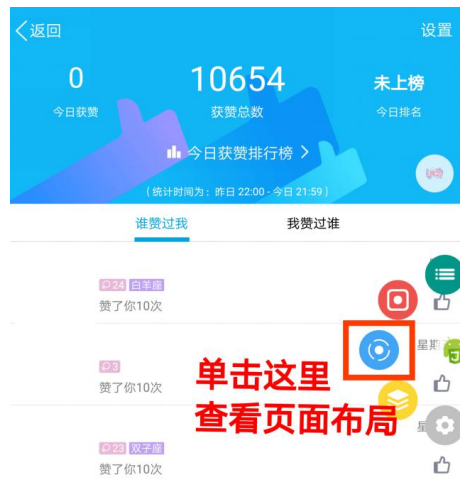 返回
设置
0
10654
未上榜
今日获赞
获赞总数
今日排名
今日获赞排行榜
(统计时间为：昨日 22:00 - 今日 21:59)
谁赞过我
我赞过谁
24 白羊座
赞了你10次
星期
3
赞了你10次
单击这里
查看页面布局
星
23 双子座
赞了你10次